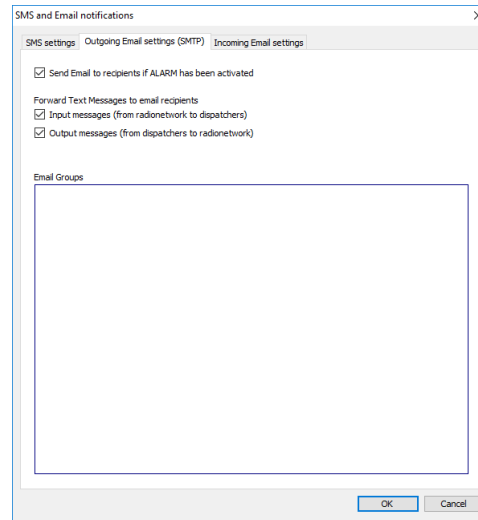 SMS and Email notifications
SMS settings Outgoing Email settings (SMTP) Incoming Email settings
Send Email to recipients if ALARM has been activated
Forward Text Messages to email recipients
Input messages (from radionetwork to dispatchers)
Output messages (from dispatchers to radionetwork)
Email Groups
OK Cancel